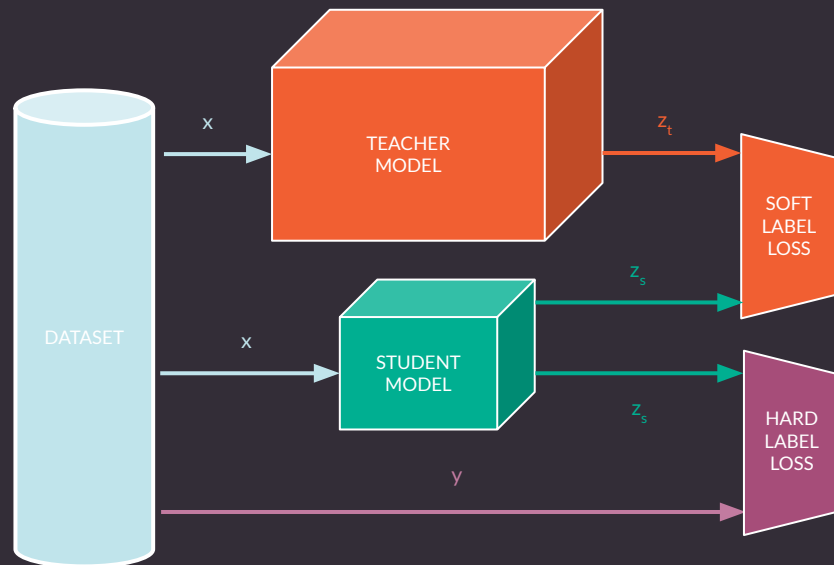 x
TEACHER
MODEL
z_t
SOFT
LABEL
LOSS
z_s
DATASET
x
STUDENT
MODEL
z_s
HARD
LABEL
LOSS
y